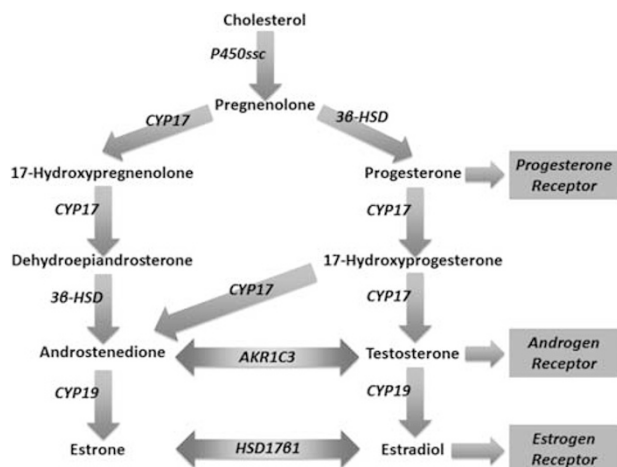 Cholesterol
P450ssc
Pregnenolone
CYP17
3β-HSD
17-Hydroxypregnenolone
Progesterone
Progesterone
Receptor
CYP17
CYP17
Dehydroepiandrosterone
17-Hydroxyprogesterone
3β-HSD
CYP17
CYP17
Androstenedione
AKR1C3
Testosterone
Androgen
Receptor
CYP19
CYP19
Estrone
HSD17β1
Estradiol
Estrogen
Receptor